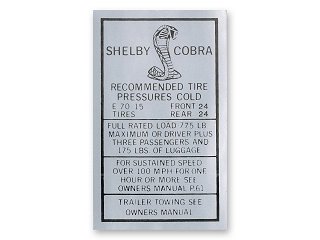 SHELBY COBRA
RECOMMENDED TIRE
PRESSURES COLD
E 70 15 FRONT 24
TIRES REAR 24
FULL RATED LOAD 775 LB
MAXIMUM OR DRIVER PLUS
THREE PASSENGERS AND
175 LBS. OF LUGGAGE
FOR SUSTAINED SPEED
OVER 100 MPH FOR ONE
HOUR OR MORE SEE
OWNERS MANUAL P.61
TRAILER TOWING SEE
OWNERS MANUAL